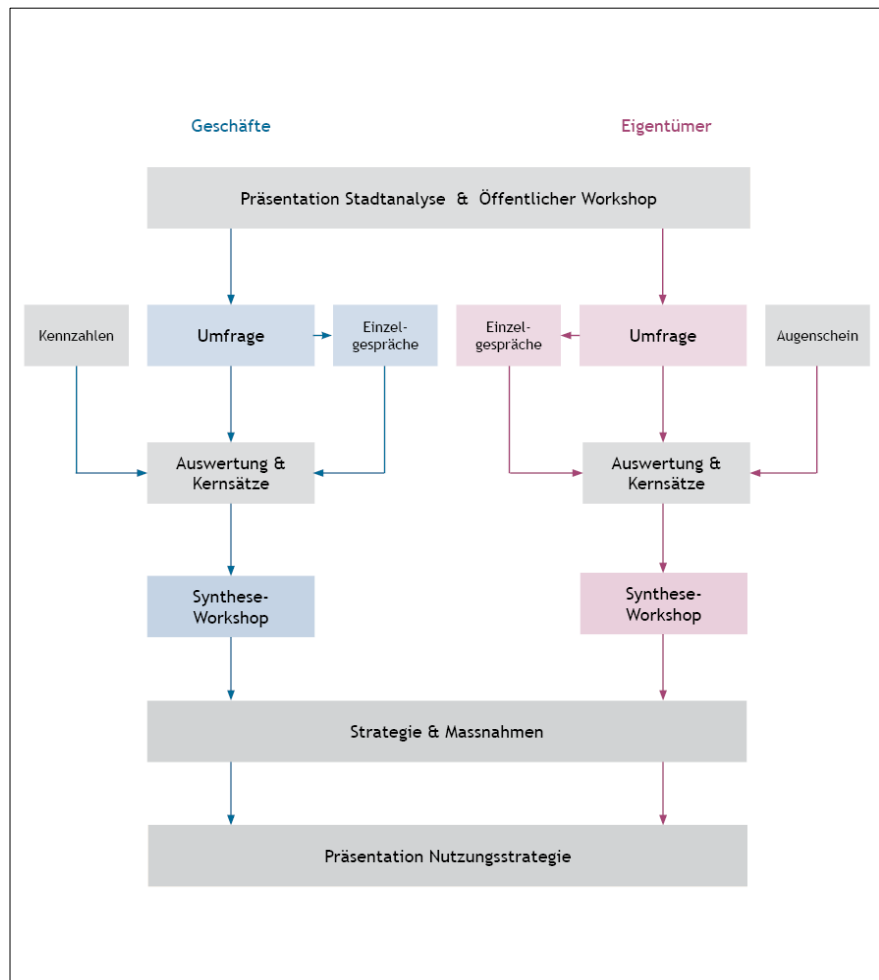 Geschäfte
Eigentümer
Präsentation Stadtanalyse & Öffentlicher Workshop
Kennzahlen
Umfrage
Einzel-
gespräche
Einzel-
gespräche
Umfrage
Augenschein
Auswertung &
Kernsätze
Auswertung &
Kernsätze
Synthese-
Workshop
Synthese-
Workshop
Strategie & Massnahmen
Präsentation Nutzungsstrategie